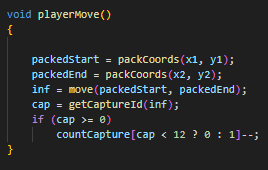 void playerMove()
{
packedStart = packCoords(x1, y1);
packedEnd = packCoords(x2, y2);
inf = move(packedStart, packedEnd);
cap = getCaptureId(inf);
if (cap >= 0)
countCapture[cap < 12 ? 0 : 1]--;
}